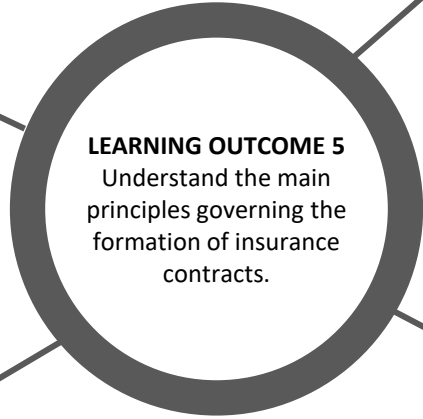 LEARNING OUTCOME 5
Understand the main
principles governing the
formation of insurance
contracts.